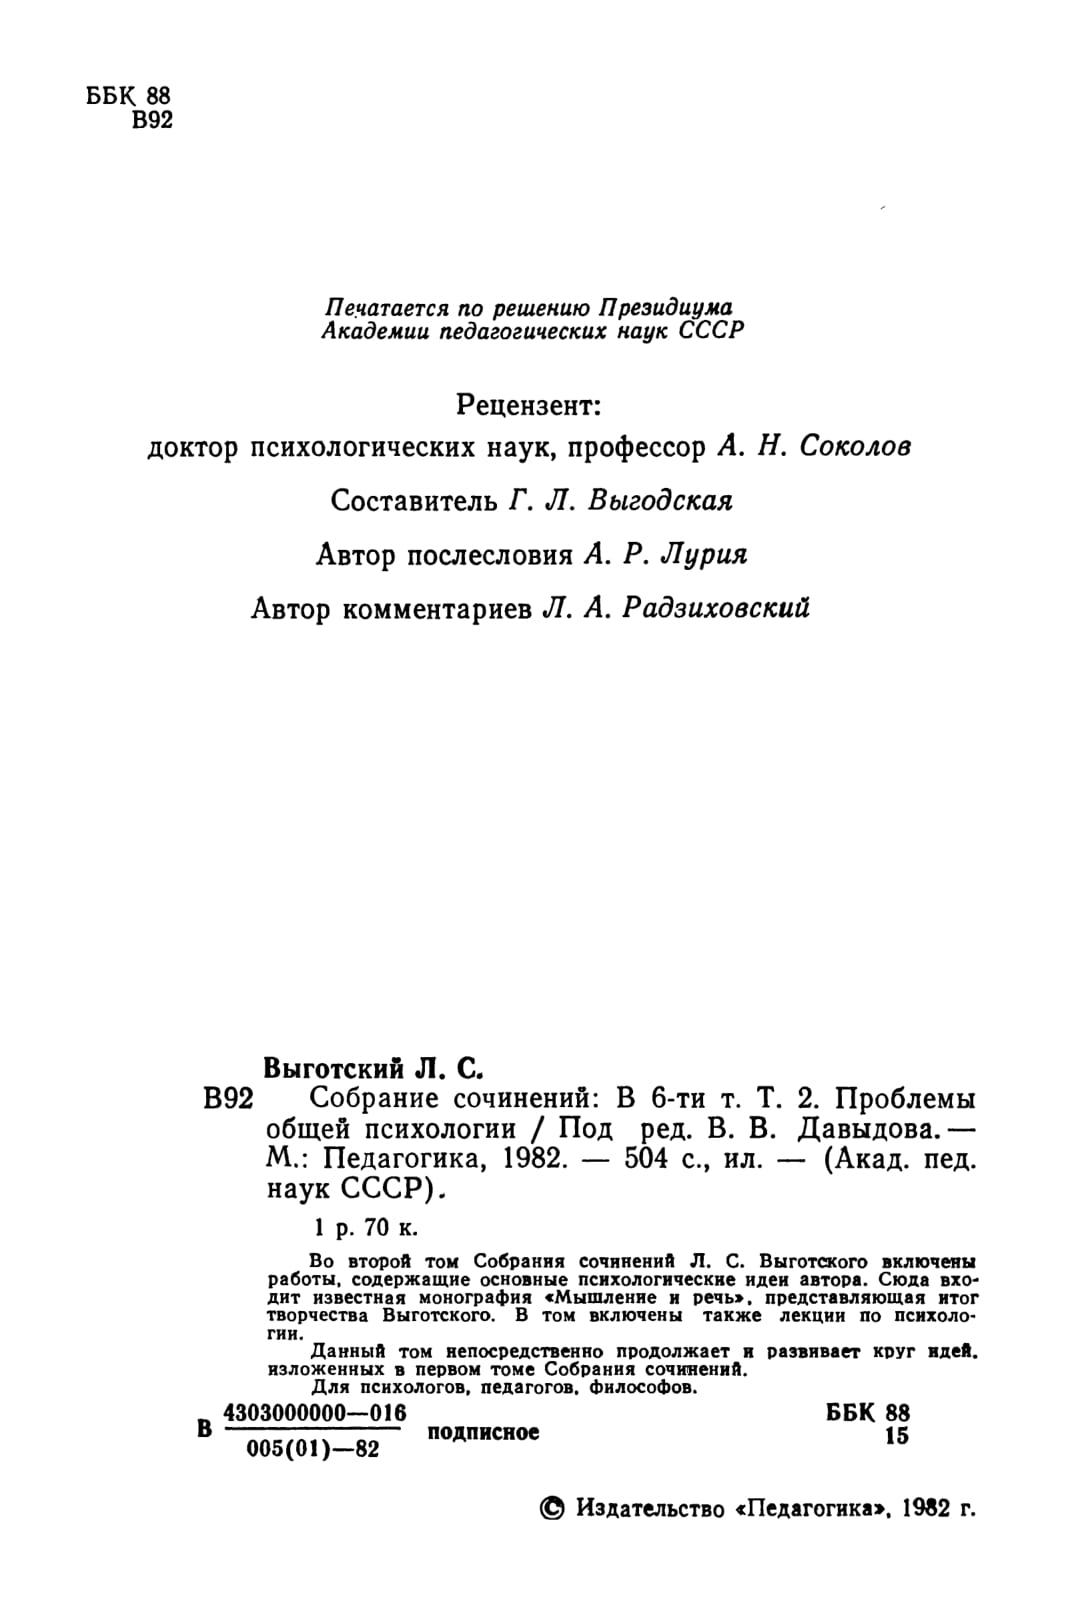 ББК 88
В92
Печатается по решению Президиума
Академии педагогических наук СССР
Рецензент:
доктор психологических наук, профессор А. Н. Соколов
Составитель Г. Л. Выгодская
Автор послесловия А. Р. Лурия
Автор комментариев Л. А. Радзиховский
Выготский Л. С.
В92 Собрание сочинений: В 6-ти т. Т. 2. Проблемы
общей психологии / Под ред. В. В. Давыдова. —
М.: Педагогика, 1982. — 504 с., ил. — (Акад. пед.
наук СССР).
1 р. 70 к.
Во второй том Собрания сочинений Л. С. Выготского включены
работы, содержащие основные психологические идеи автора. Сюда вхо-
дит известная монография «Мышление и речь», представляющая итог
творчества Выготского. В том включены также лекции по психоло-
гии.
Данный том непосредственно продолжает и развивает круг идей,
изложенных в первом томе Собрания сочинений.
Для психологов, педагогов, философов.
В 4303000000—016
005(01)—82 подписное
ББК 88
15
© Издательство «Педагогика», 1982 г.